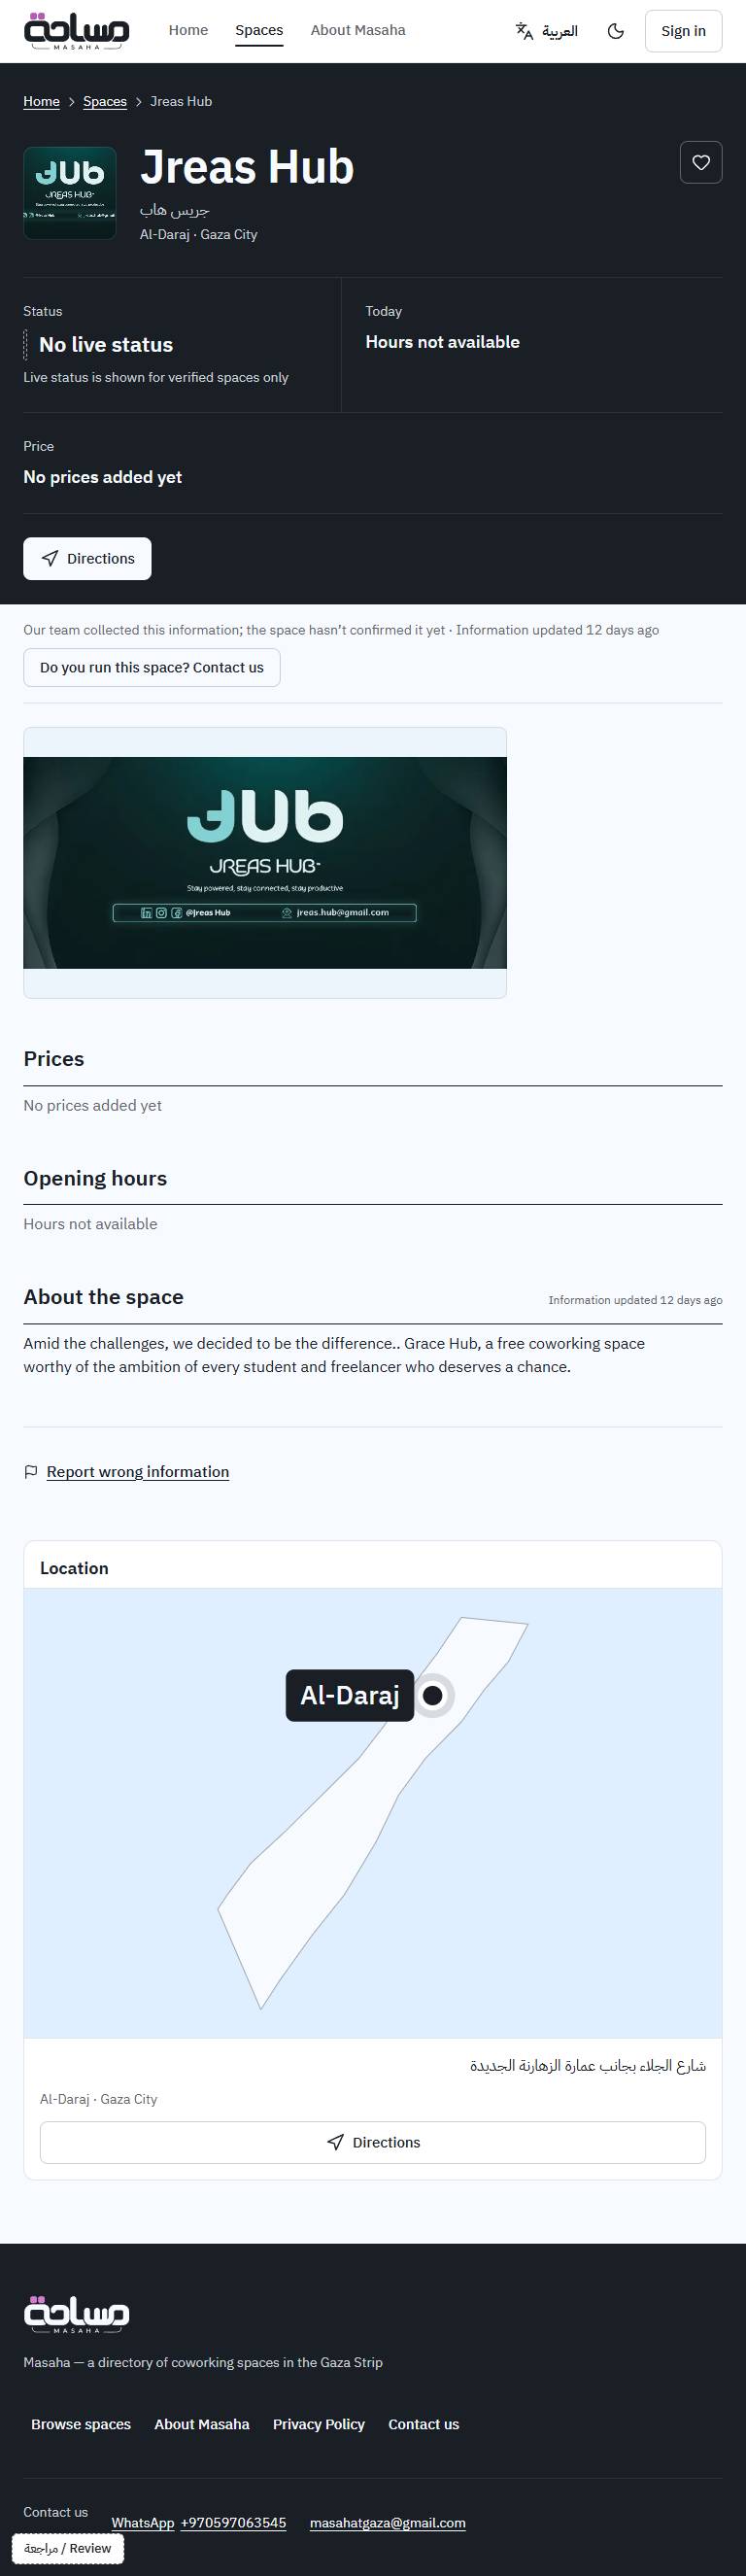 مساحة
MASAHA
Home
Spaces
About Masaha
العربية
Sign in
Home > Spaces > Jreas Hub
JUb
JREAS HUB
Jreas Hub
جريس هاب
Al-Daraj · Gaza City
Status
No live status
Live status is shown for verified spaces only
Today
Hours not available
Price
No prices added yet
Directions
Our team collected this information; the space hasn’t confirmed it yet · Information updated 12 days ago
Do you run this space? Contact us
JUb
JREAS HUB
Stay powered, stay connected, stay productive
@Jreas Hub
jreas.hub@gmail.com
Prices
No prices added yet
Opening hours
Hours not available
About the space
Information updated 12 days ago
Amid the challenges, we decided to be the difference.. Grace Hub, a free coworking space
worthy of the ambition of every student and freelancer who deserves a chance.
Report wrong information
Location
Al-Daraj
شارع الجلاء بجانب عمارة الزهارنة الجديدة
Al-Daraj · Gaza City
Directions
مساحة
MASAHA
Masaha — a directory of coworking spaces in the Gaza Strip
Browse spaces
About Masaha
Privacy Policy
Contact us
Contact us
WhatsApp +970597063545
masahatgaza@gmail.com
مراجعة / Review